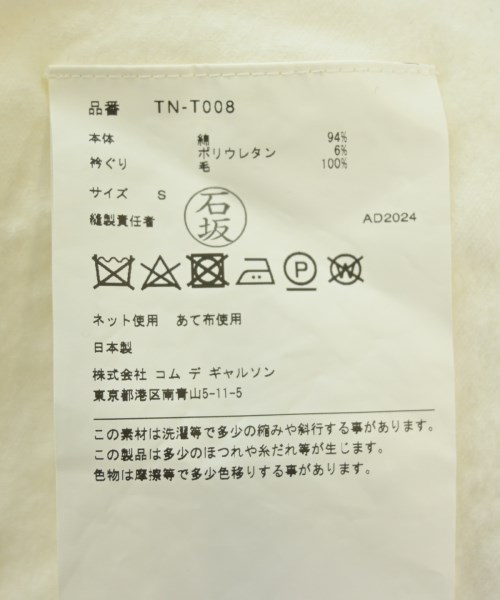 品番 TN-T008
本体 綿 94%
ポリウレタン 6%
衿ぐり 毛 100%
サイズ S
縫製責任者 石坂 AD2024
P W
ネット使用 あて布使用
日本製
株式会社 コム デ ギャルソン
東京都港区南青山5-11-5
この素材は洗濯等で多少の縮みや斜行する事があります。
この製品は多少のほつれや糸だれ等が生じます。
色物は摩擦等で多少色移りする事があります。